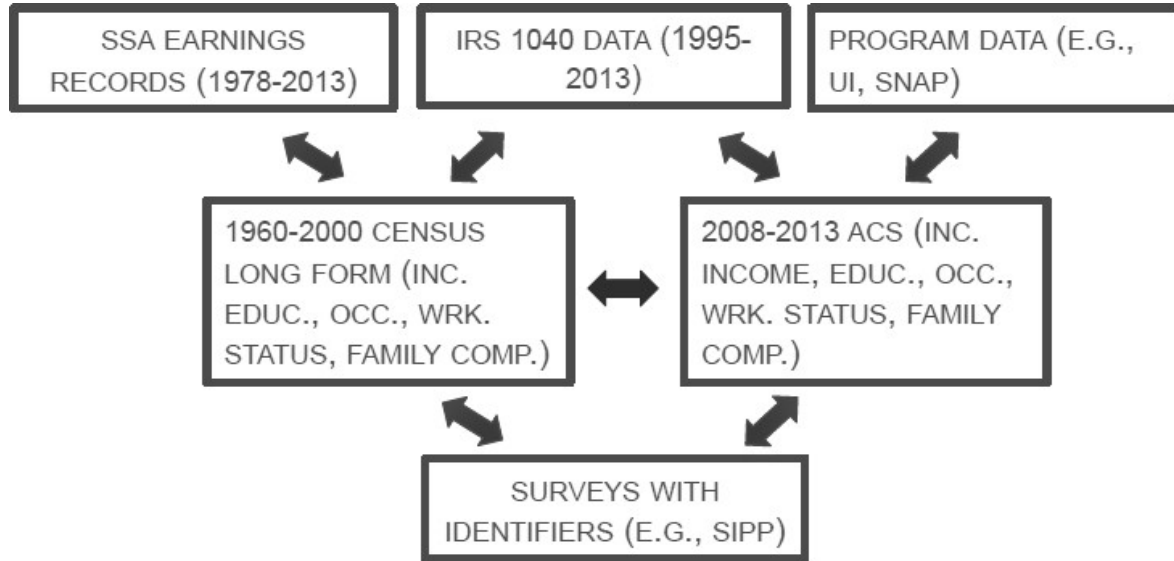 SSA EARNINGS
RECORDS (1978-2013)
IRS 1040 DATA (1995-
2013)
PROGRAM DATA (E.G.,
UI, SNAP)
1960-2000 CENSUS
LONG FORM (INC.
EDUC., OCC., WRK.
STATUS, FAMILY COMP.)
2008-2013 ACS (INC.
INCOME, EDUC., OCC.,
WRK. STATUS, FAMILY
COMP.)
SURVEYS WITH
IDENTIFIERS (E.G., SIPP)